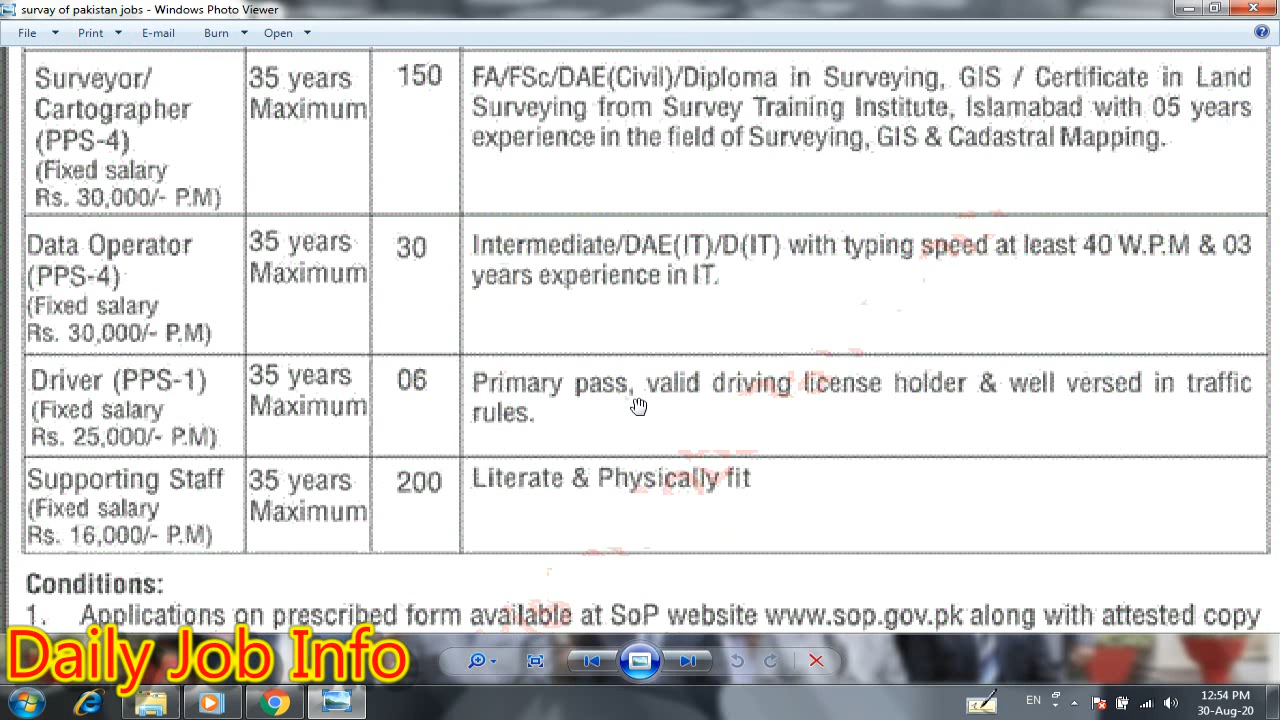 survay of pakistan jobs - Windows Photo Viewer
File Print E-mail Burn Open
Surveyor/
Cartographer
(PPS-4)
(Fixed salary
Rs. 30,000/- P.M)
35 years
Maximum
150
FA/FSc/DAE(Civil)/Diploma in Surveying, GIS / Certificate in Land
Surveying from Survey Training Institute, Islamabad with 05 years
experience in the field of Surveying, GIS & Cadastral Mapping.
Data Operator
(PPS-4)
(Fixed salary
Rs. 30,000/- P.M)
35 years
Maximum
30
Intermediate/DAE(IT)/D(IT) with typing speed at least 40 W.P.M & 03
years experience in IT.
Driver (PPS-1)
(Fixed salary
Rs. 25,000/- P.M)
35 years
Maximum
06
Primary pass, valid driving license holder & well versed in traffic
rules.
Supporting Staff
(Fixed salary
Rs. 16,000/- P.M)
35 years
Maximum
200
Literate & Physically fit
Conditions:
1. Applications on prescribed form available at SoP website www.sop.gov.pk along with attested copy
Daily Job Info
EN
12:54 PM
30-Aug-20